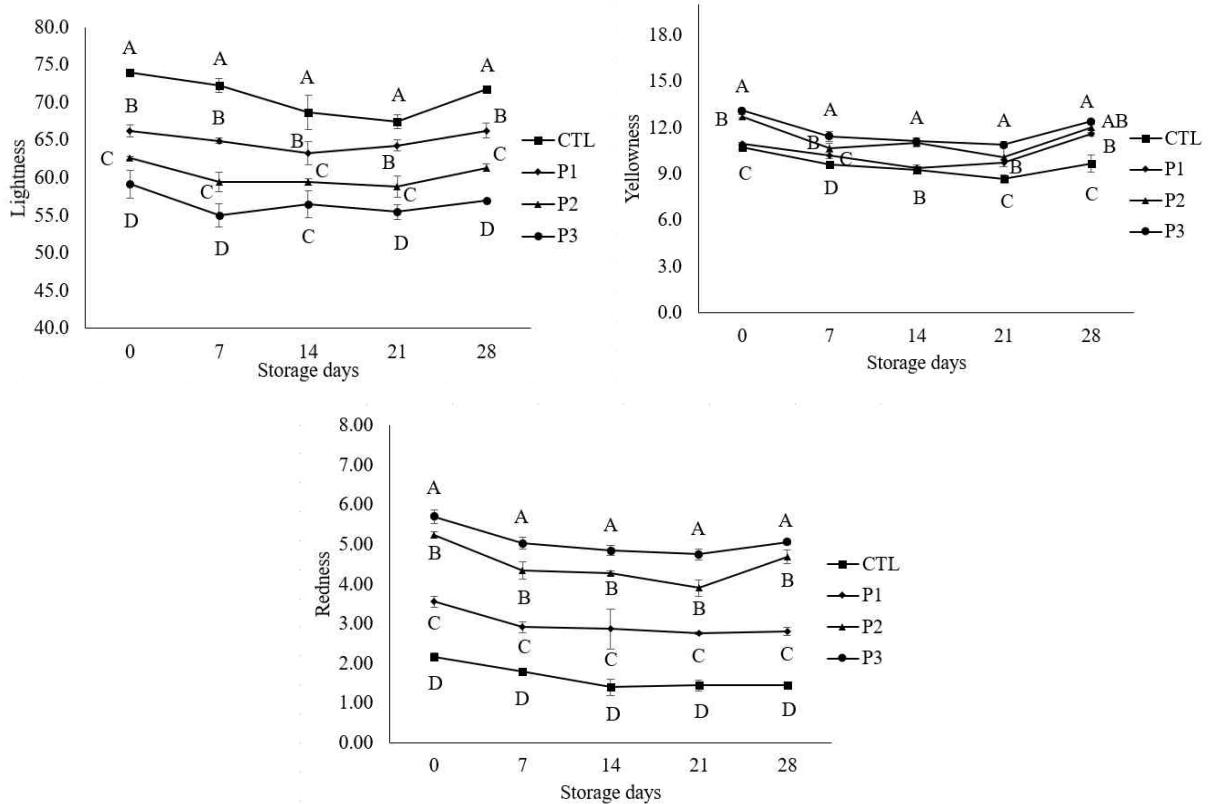 80.0
75.0
70.0
65.0
60.0
55.0
50.0
45.0
40.0
Lightness
A A A A A
B B B B B
C C C C C
D D C D D
0 7 14 21 28
Storage days
CTL
P1
P2
P3
18.0
15.0
12.0
9.0
6.0
3.0
0.0
Yellowness
A A A A A
B B B AB
C B
C D B C C
0 7 14 21 28
Storage days
CTL
P1
P2
P3
8.00
7.00
6.00
5.00
4.00
3.00
2.00
1.00
0.00
Redness
A A A A A
B B B B B
C C C C C
D D D D D
0 7 14 21 28
Storage days
CTL
P1
P2
P3